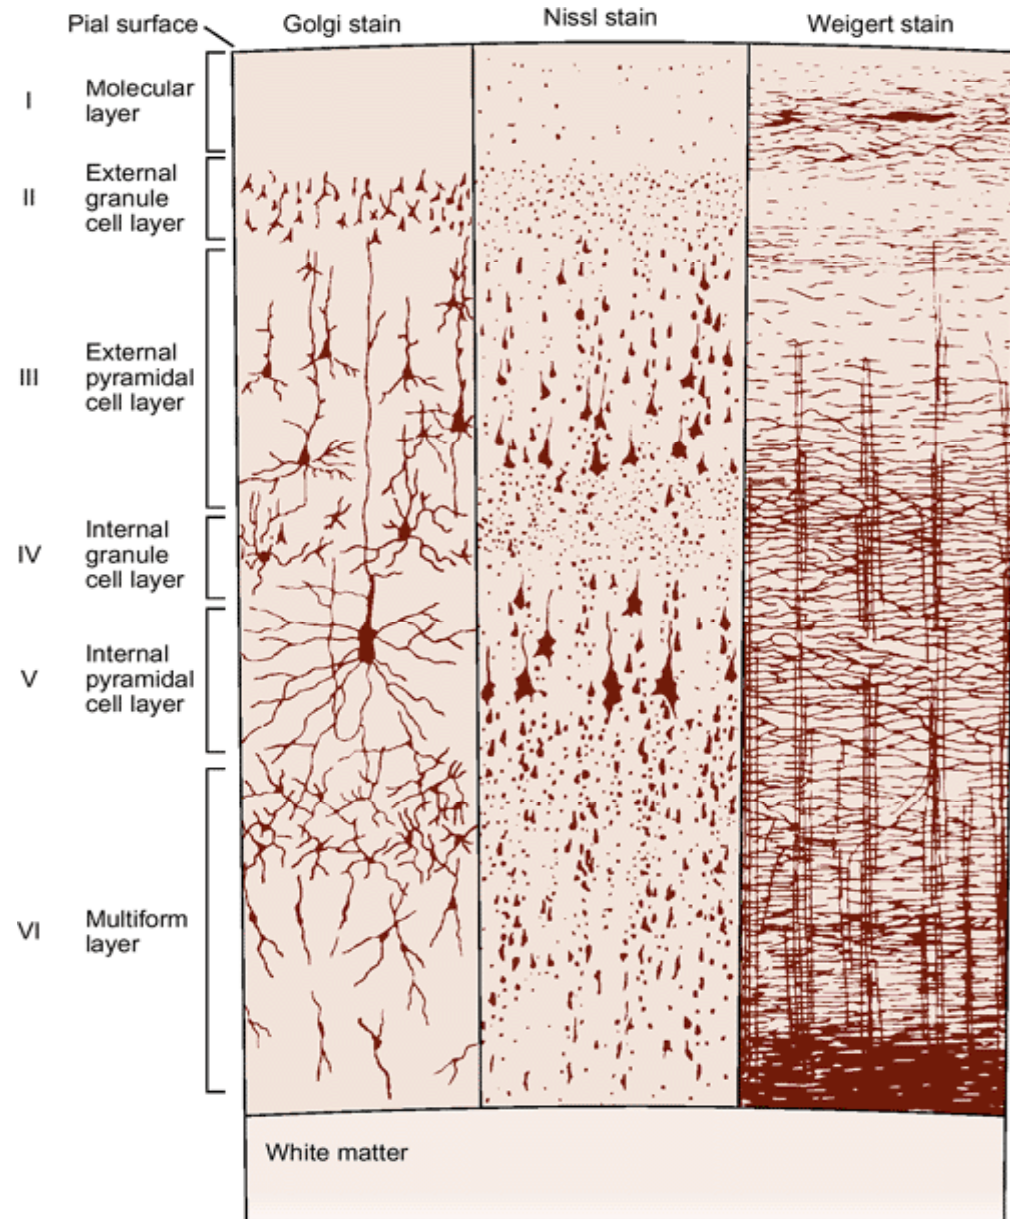 Pial surface
Golgi stain
Nissl stain
Weigert stain
I
Molecular
layer
II
External
granule
cell layer
III
External
pyramidal
cell layer
IV
Internal
granule
cell layer
V
Internal
pyramidal
cell layer
VI
Multiform
layer
White matter